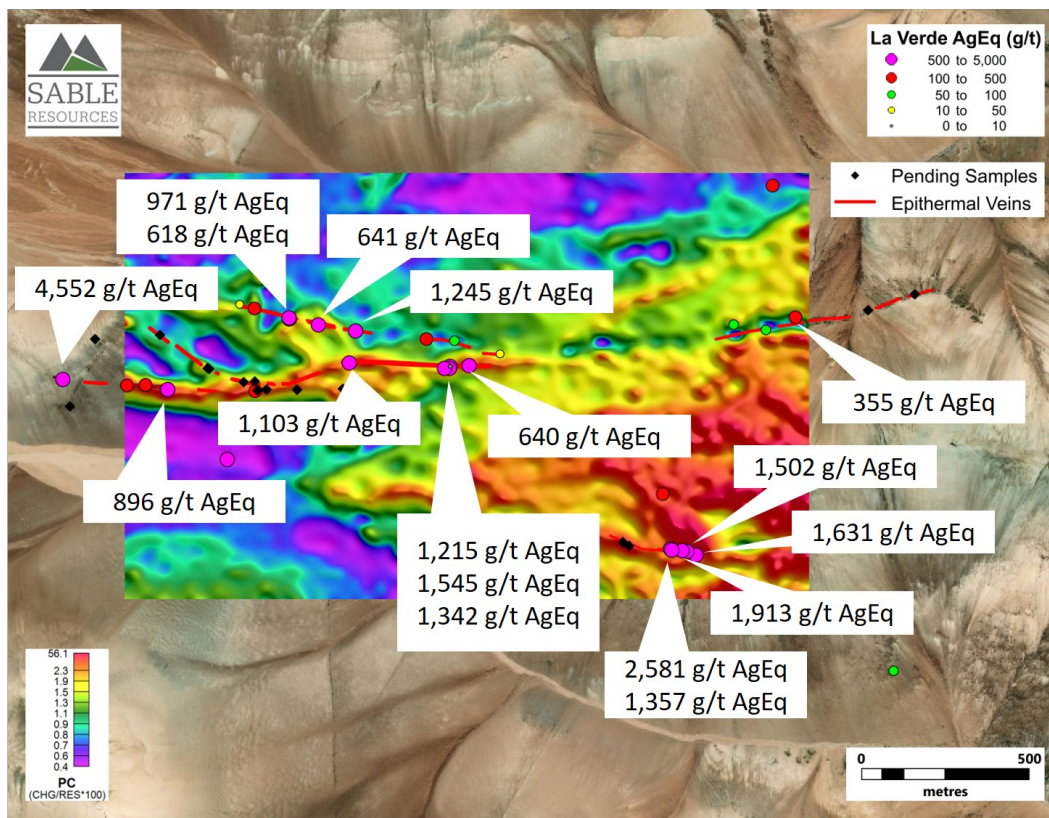 SABLE
RESOURCES
La Verde AgEq (g/t)
500 to 5,000
100 to 500
50 to 100
10 to 50
0 to 10
Pending Samples
Epithermal Veins
971 g/t AgEq
618 g/t AgEq
641 g/t AgEq
4,552 g/t AgEq
1,245 g/t AgEq
355 g/t AgEq
1,103 g/t AgEq
640 g/t AgEq
896 g/t AgEq
1,502 g/t AgEq
1,631 g/t AgEq
1,215 g/t AgEq
1,545 g/t AgEq
1,342 g/t AgEq
1,913 g/t AgEq
2,581 g/t AgEq
1,357 g/t AgEq
56.1
2.3
1.9
1.5
1.3
1.1
0.9
0.8
0.7
0.6
0.4
PC
(CHG/RES*100)
0 500
metres